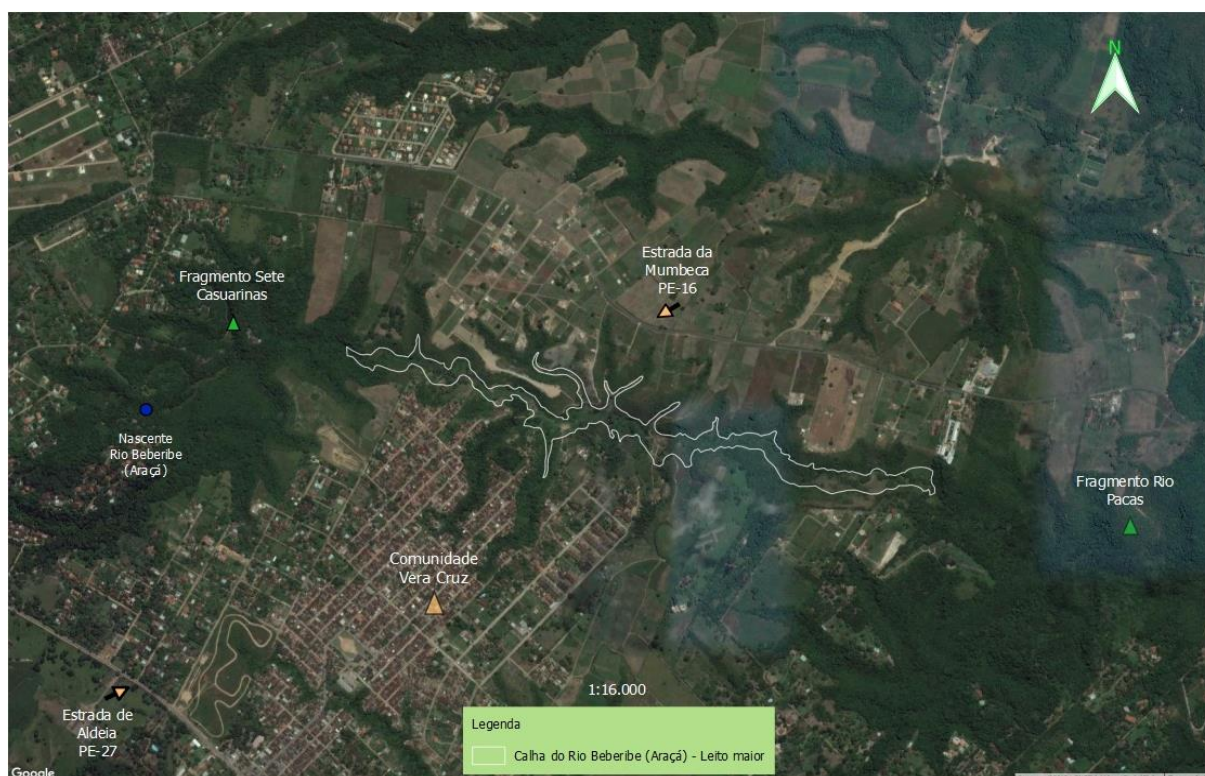 N
Estrada da
Mumbeca
PE-16
Fragmento Sete
Casuarinas
Nascente
Rio Beberibe
(Araçá)
Fragmento Rio
Pacas
Comunidade
Vera Cruz
Estrada de
Aldeia
PE-27
1:16.000
Legenda
Calha do Rio Beberibe (Araçá) - Leito maior
Google